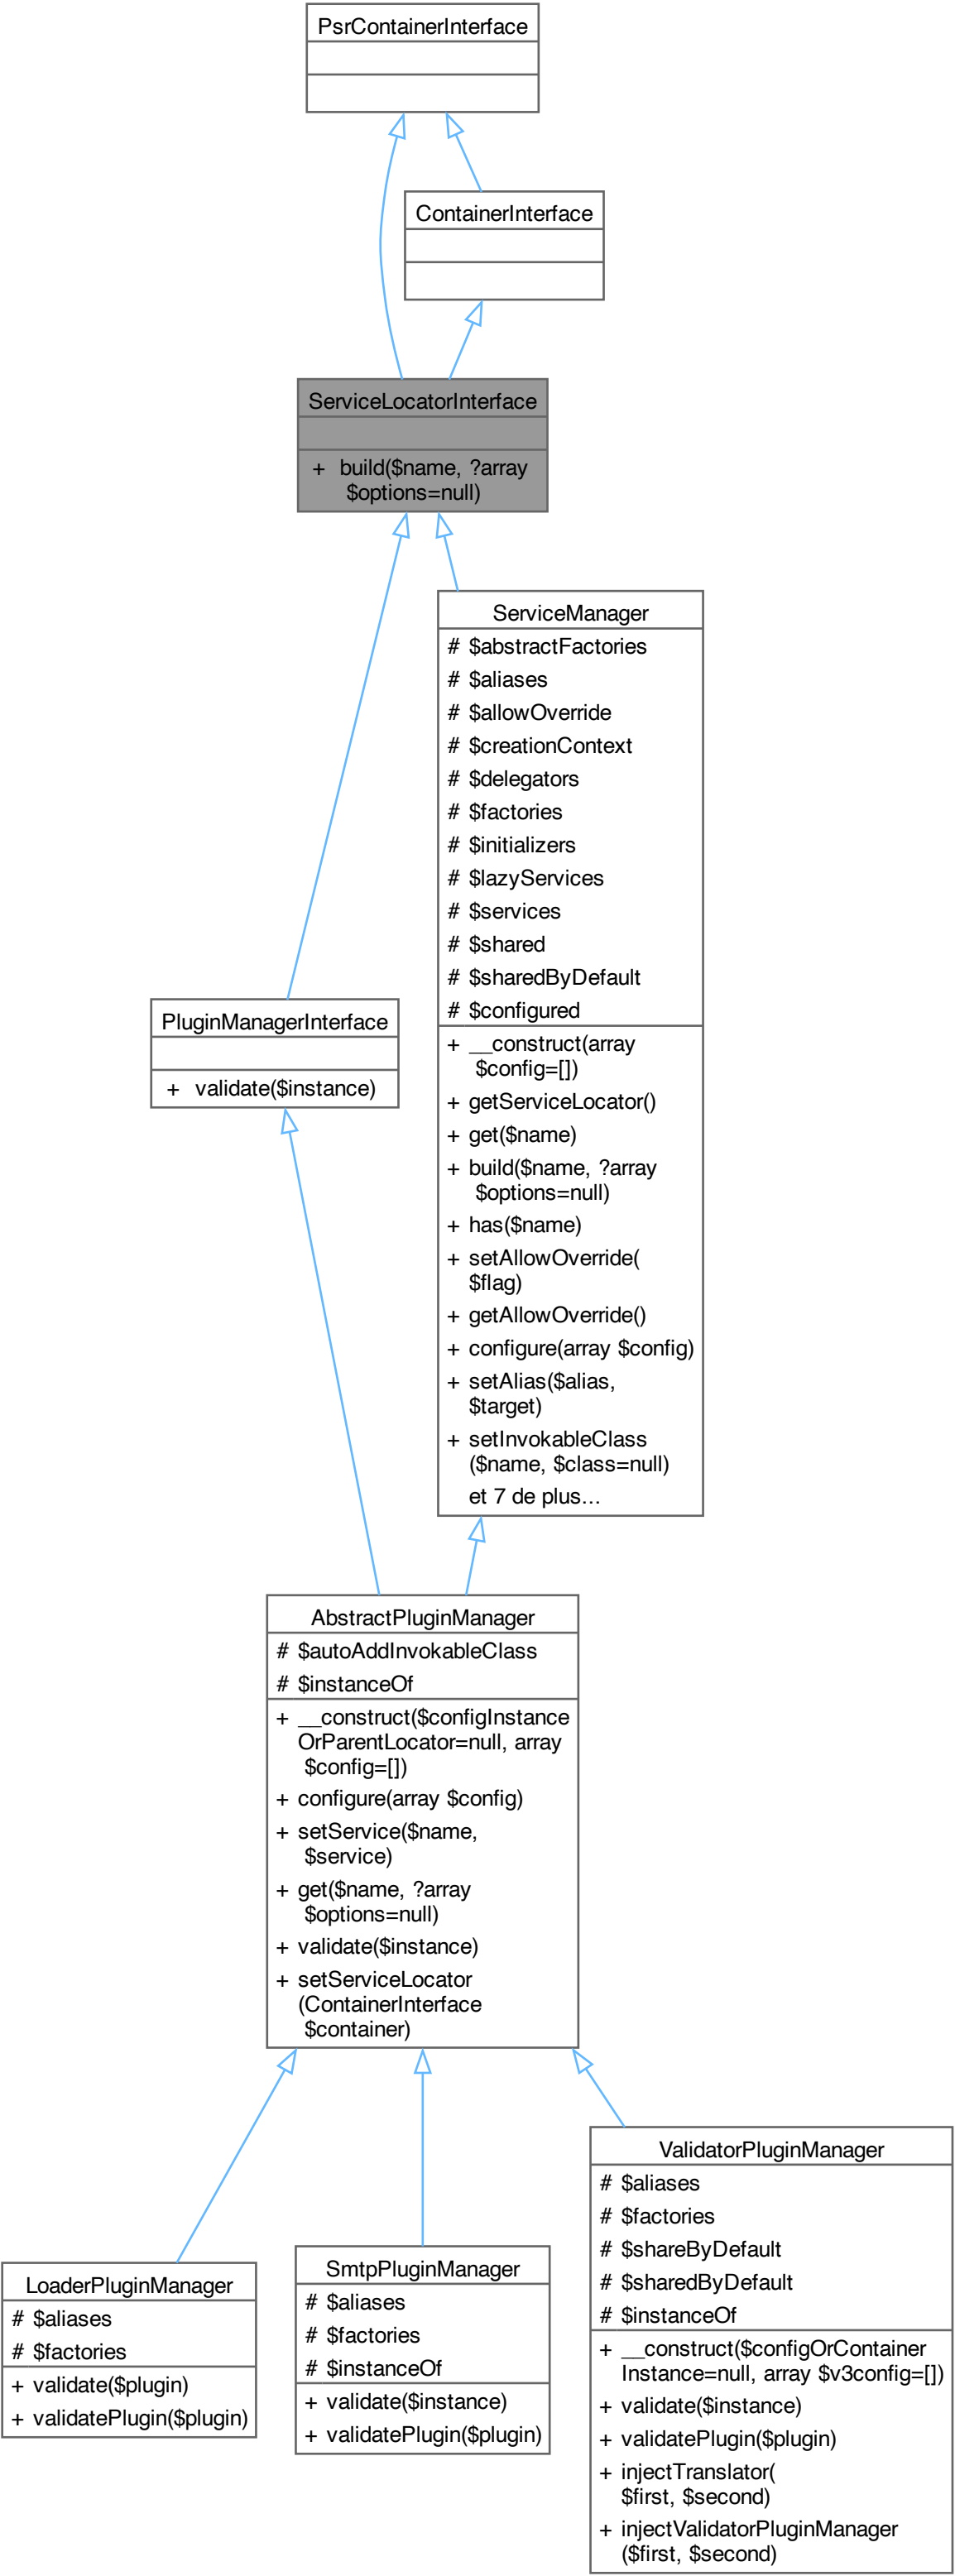 PsrContainerInterface
ContainerInterface
ServiceLocatorInterface
+ build($name, ?array
$options=null)
ServiceManager
# $abstractFactories
# $aliases
# $allowOverride
# $creationContext
# $delegators
# $factories
# $initializers
# $lazyServices
# $services
# $shared
# $sharedByDefault
# $configured
+ __construct(array
$config=[])
+ getServiceLocator()
+ get($name)
+ build($name, ?array
$options=null)
+ has($name)
+ setAllowOverride(
$flag)
+ getAllowOverride()
+ configure(array $config)
+ setAlias($alias,
$target)
+ setInvokableClass
($name, $class=null)
et 7 de plus...
PluginManagerInterface
+ validate($instance)
AbstractPluginManager
# $autoAddInvokableClass
# $instanceOf
+ __construct($configInstance
OrParentLocator=null, array
$config=[])
+ configure(array $config)
+ setService($name,
$service)
+ get($name, ?array
$options=null)
+ validate($instance)
+ setServiceLocator
(ContainerInterface
$container)
LoaderPluginManager
# $aliases
# $factories
+ validate($plugin)
+ validatePlugin($plugin)
SmtpPluginManager
# $aliases
# $factories
# $instanceOf
+ validate($instance)
+ validatePlugin($plugin)
ValidatorPluginManager
# $aliases
# $factories
# $shareByDefault
# $sharedByDefault
# $instanceOf
+ __construct($configOrContainer
Instance=null, array $v3config=[])
+ validate($instance)
+ validatePlugin($plugin)
+ injectTranslator(
$first, $second)
+ injectValidatorPluginManager
($first, $second)